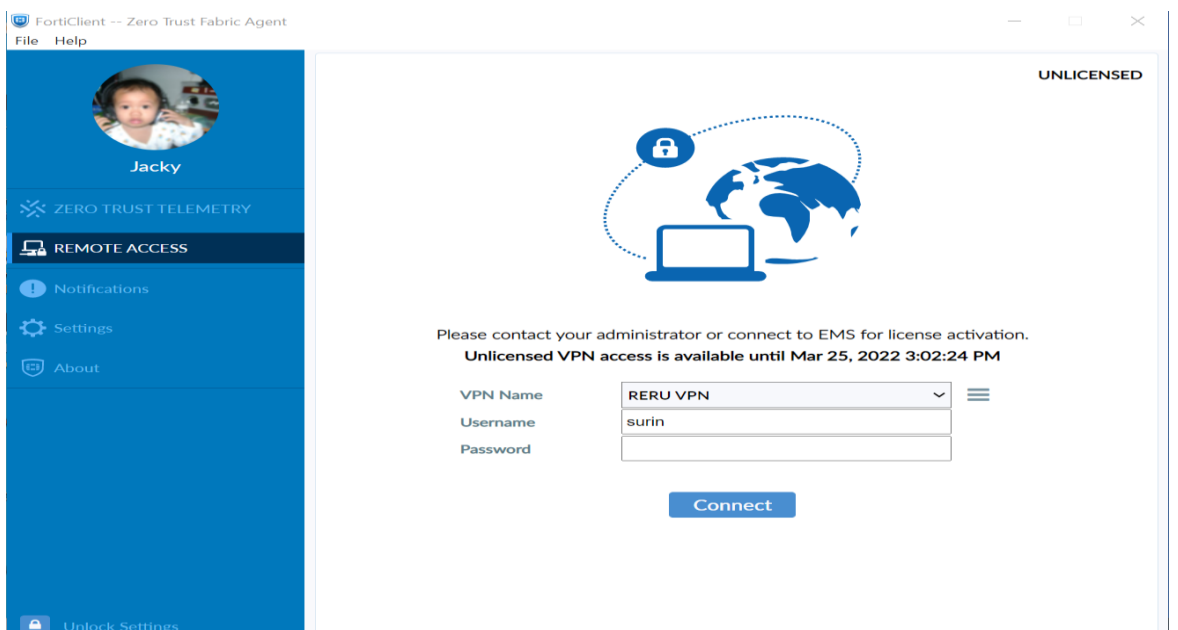 FortiClient -- Zero Trust Fabric Agent
File Help
UNLICENSED
Jacky
ZERO TRUST TELEMETRY
REMOTE ACCESS
Notifications
Settings
About
Unlock Settings
Please contact your administrator or connect to EMS for license activation.
Unlicensed VPN access is available until Mar 25, 2022 3:02:24 PM
VPN Name RERU VPN
Username surin
Password
Connect